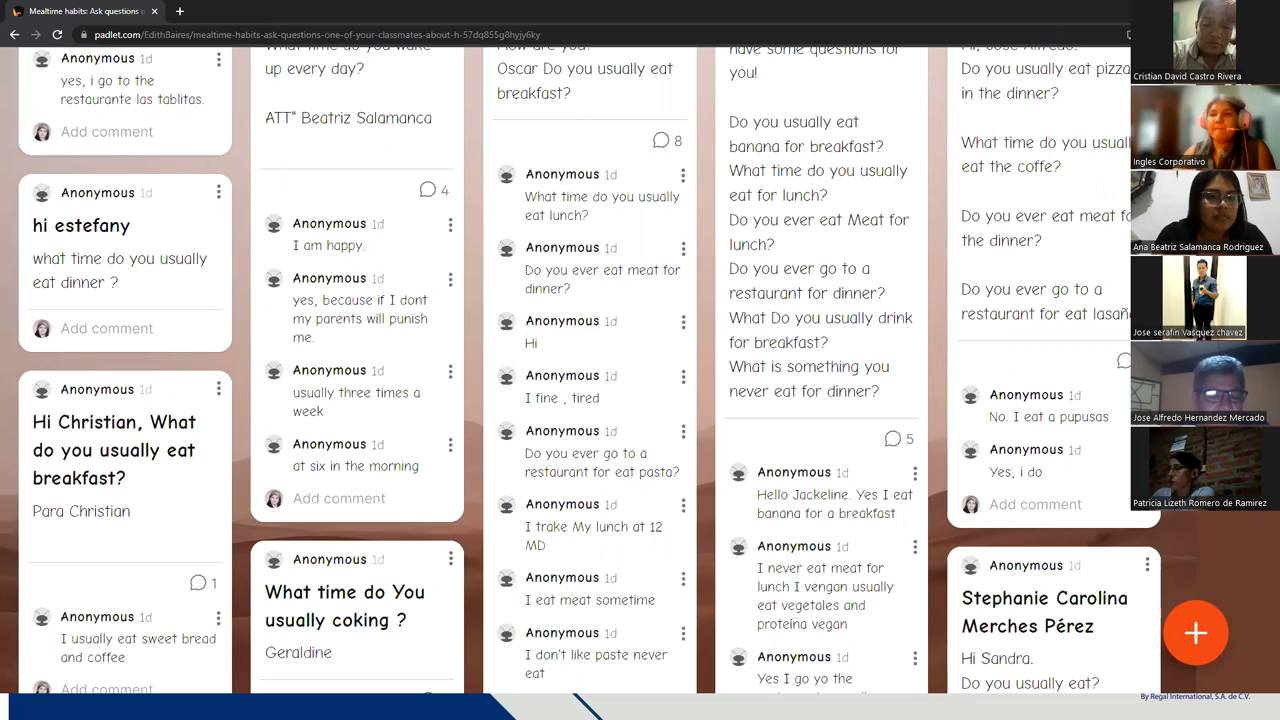 Mealtime habits: Ask questions
padlet.com/EdithBaires/mealtime-habits-ask-questions-one-of-your-classmates-about-h-57dq855g8hyjy6ky
Anonymous 1d
yes, i go to the
restaurante las tablitas.
Add comment
Anonymous 1d
hi estefany
what time do you usually
eat dinner ?
Add comment
Anonymous 1d
Hi Christian, What
do you usually eat
breakfast?
Para Christian
1
Anonymous 1d
I usually eat sweet bread
and coffee
Add comment
What time do you wake
up every day?
ATT" Beatriz Salamanca
4
Anonymous 1d
I am happy.
Anonymous 1d
yes, because if I dont
my parents will punish
me.
Anonymous 1d
usually three times a
week
Anonymous 1d
at six in the morning
Add comment
Anonymous 1d
What time do You
usually coking ?
Geraldine
How are you?
Oscar Do you usually eat
breakfast?
8
Anonymous 1d
What time do you usually
eat lunch?
Anonymous 1d
Do you ever eat meat for
dinner?
Anonymous 1d
Hi
Anonymous 1d
I fine , tired
Anonymous 1d
Do you ever go to a
restaurant for eat pasta?
Anonymous 1d
I trake My lunch at 12
MD
Anonymous 1d
I eat meat sometime
Anonymous 1d
I don't like paste never
eat
have some questions for
you!
Do you usually eat
banana for breakfast?
What time do you usually
eat for lunch?
Do you ever eat Meat for
lunch?
Do you ever go to a
restaurant for dinner?
What Do you usually drink
for breakfast?
What is something you
never eat for dinner?
5
Anonymous 1d
Hello Jackeline. Yes I eat
banana for a breakfast
Anonymous 1d
I never eat meat for
lunch I vengan usually
eat vegetales and
proteína vegan
Anonymous 1d
Yes I go yo the
Hi, Jose Alfredo.
Do you usually eat pizza
in the dinner?
What time do you usual
eat the coffe?
Do you ever eat meat fo
the dinner?
Do you ever go to a
restaurant for eat lasañ
Anonymous 1d
No. I eat a pupusas
Anonymous 1d
Yes, i do
Add comment
Anonymous 1d
Stephanie Carolina
Merches Pérez
Hi Sandra.
Do you usually eat?
Cristian David Castro Rivera
Ingles Corporativo
Ana Beatriz Salamanca Rodriguez
Jose serafín Vasquez chavez
Jose Alfredo Hernandez Mercado
Patricia Lizeth Romero de Ramirez
By Regal International, S.A. de C.V.